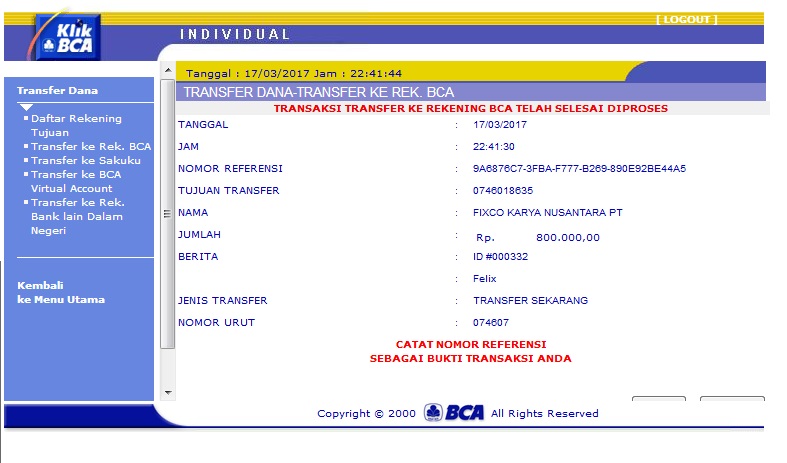 Klik
BCA
INDIVIDUAL
[ LOGOUT ]
Transfer Dana
Daftar Rekening
Tujuan
Transfer ke Rek. BCA
Transfer ke Sakuku
Transfer ke BCA
Virtual Account
Transfer ke Rek.
Bank lain Dalam
Negeri
Kembali
ke Menu Utama
Tanggal : 17/03/2017 Jam : 22:41:44
TRANSFER DANA-TRANSFER KE REK. BCA
TRANSAKSI TRANSFER KE REKENING BCA TELAH SELESAI DIPROSES
TANGGAL : 17/03/2017
JAM : 22:41:30
NOMOR REFERENSI : 9A6876C7-3FBA-F777-B269-890E92BE44A5
TUJUAN TRANSFER : 0746018635
NAMA : FIXCO KARYA NUSANTARA PT
JUMLAH : Rp. 800.000,00
BERITA : ID #000332
: Felix
JENIS TRANSFER : TRANSFER SEKARANG
NOMOR URUT : 074607
CATAT NOMOR REFERENSI
SEBAGAI BUKTI TRANSAKSI ANDA
Copyright © 2000 BCA All Rights Reserved